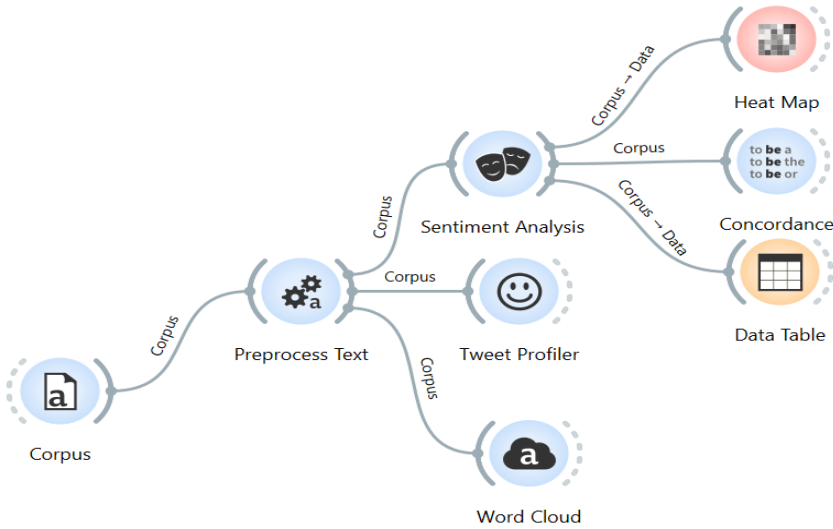 Corpus → Data
Heat Map
Corpus
to be a
to be the
to be or
Concordance
Sentiment Analysis
Corpus
Corpus → Data
Data Table
Corpus
Tweet Profiler
a
Preprocess Text
Corpus
Corpus
a
Corpus
a
Word Cloud